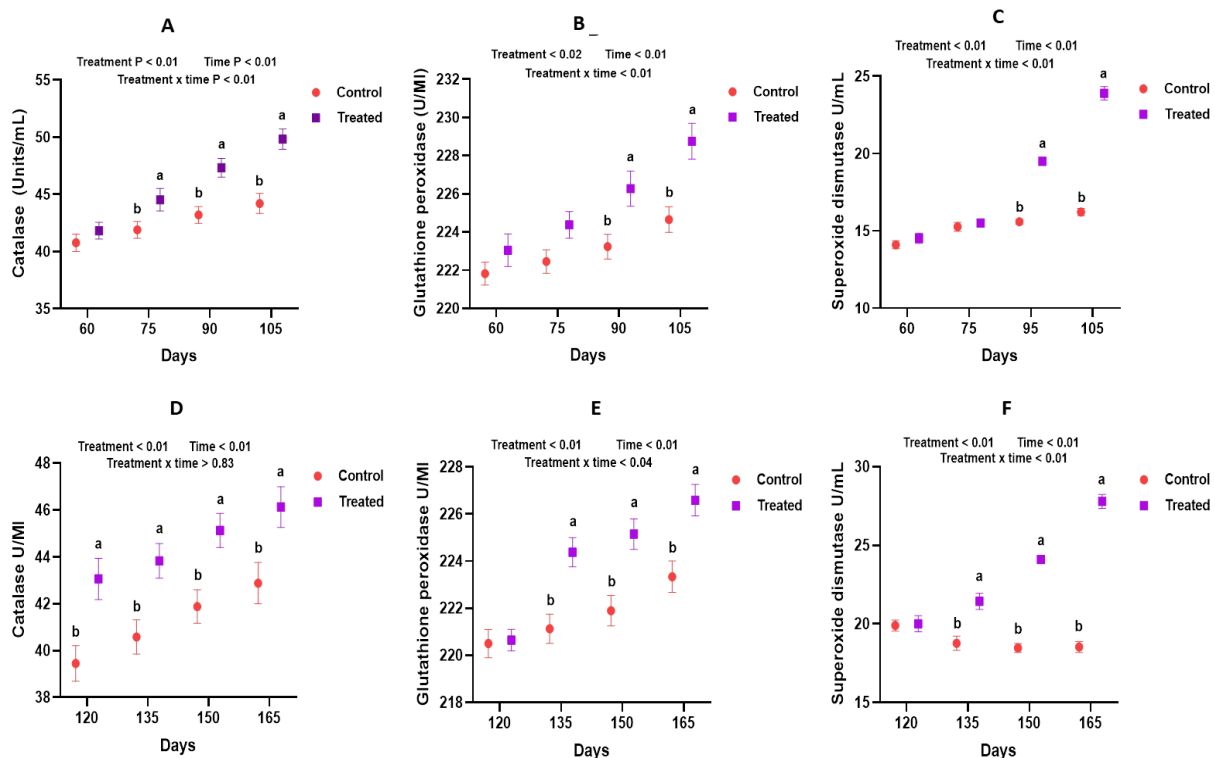 A
Treatment P < 0.01 Time P < 0.01
Treatment x time P < 0.01
Catalase (Units/mL)
55
50
45
40
35
a
a
a
b
b
b
60 75 90 105
Days
Control
Treated
B_
Treatment < 0.02 Time < 0.01
Treatment x time < 0.01
Glutathione peroxidase (U/Ml)
232
230
228
226
224
222
220
a
a
b
b
60 75 90 105
Days
Control
Treated
C
Treatment < 0.01 Time < 0.01
Treatment x time < 0.01
Superoxide dismutase U/mL
25
20
15
10
a
a
b
b
60 75 95 105
Days
Control
Treated
D
Treatment < 0.01 Time < 0.01
Treatment x time > 0.83
Catalase U/Ml
48
46
44
42
40
38
a
a
a
a
b
b
b
b
120 135 150 165
Days
Control
Treated
E
Treatment < 0.01 Time < 0.01
Treatment x time < 0.04
Glutathione peroxidase U/Ml
228
226
224
222
220
218
a
a
a
b
b
b
120 135 150 165
Days
Control
Treated
F
Treatment < 0.01 Time < 0.01
Treatment x time < 0.01
Superoxide dismutase U/mL
30
25
20
15
a
a
a
b
b
b
120 135 150 165
Days
Control
Treated